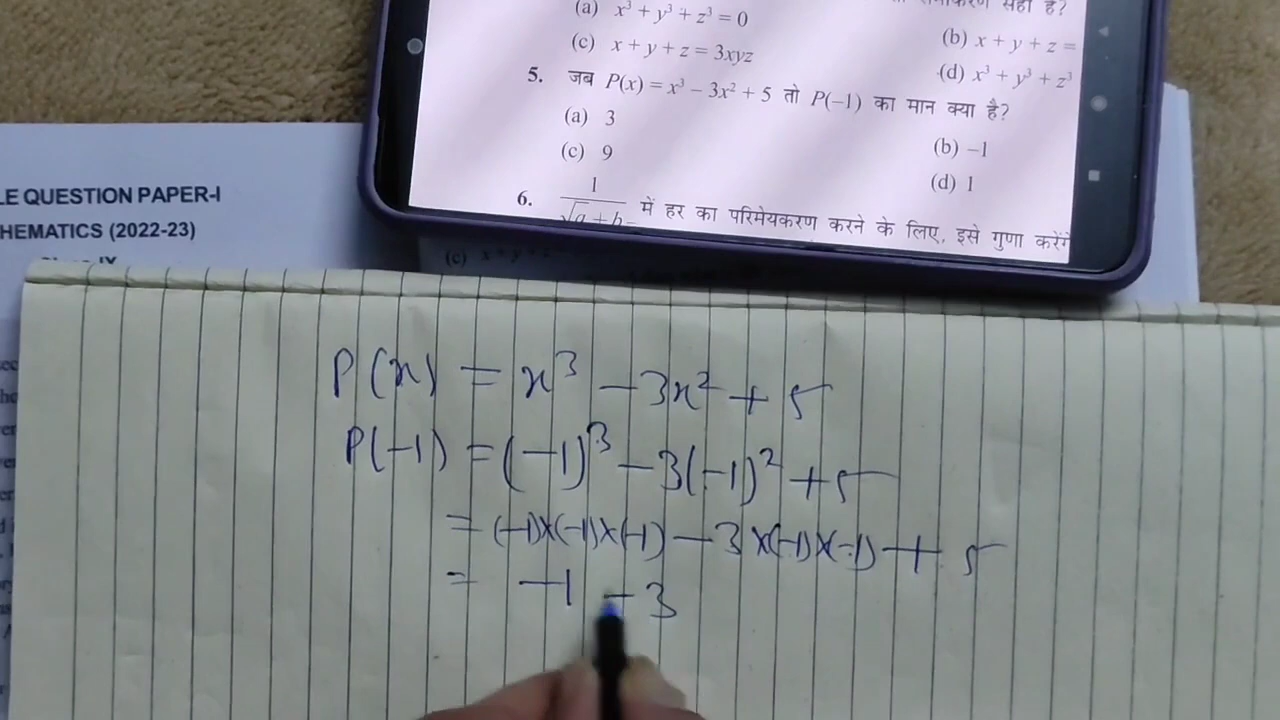 (a) x³ + y³ + z³ = 0
(b) x + y + z =
(c) x + y + z = 3xyz
(d) x³ + y³ + z³
5. जब P(x) = x³ − 3x² + 5 तो P(−1) का मान क्या है?
(a) 3
(b) −1
(c) 9
(d) 1
6. 1 में हर का परिमेयकरण करने के लिए, इसे गुणा करेंगे
√a + b
LE QUESTION PAPER-I
HEMATICS (2022-23)
P(x) = x³ − 3x² + 5
P(−1) = (−1)³ − 3(−1)² + 5
= (−1)×(−1)×(−1) − 3×(−1)×(−1) + 5
= −1 − 3